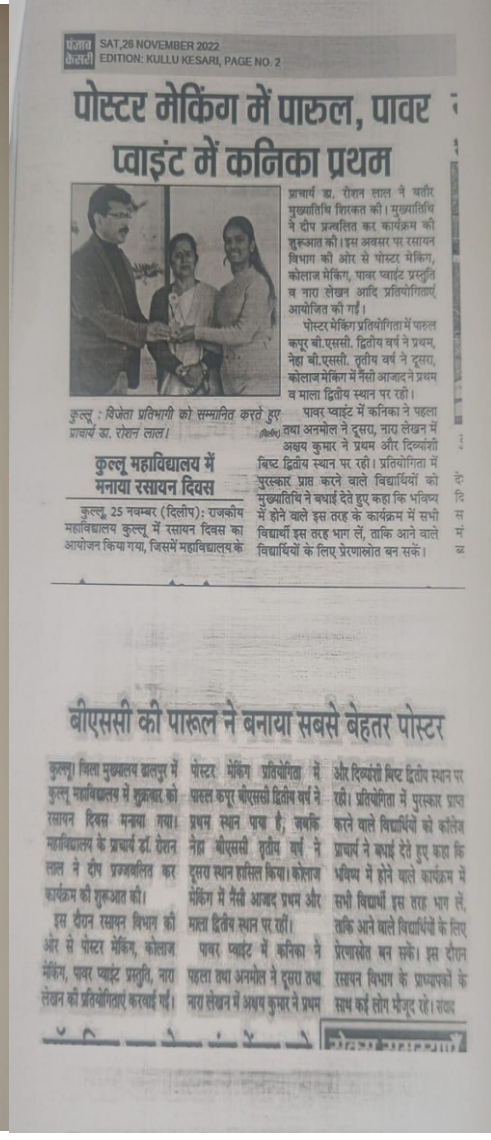 पंजाब केसरी
SAT,26 NOVEMBER 2022
EDITION: KULLU KESARI, PAGE NO. 2
पोस्टर मेकिंग में पारुल, पावर
प्वाइंट में कनिका प्रथम
कुल्लू : विजेता प्रतिभागी को सम्मानित करते हुए
प्राचार्य डा. रोशन लाल।
कुल्लू महाविद्यालय में
मनाया रसायन दिवस
कुल्लू, 25 नवम्बर (दिलीप): राजकीय
महाविद्यालय कुल्लू में रसायन दिवस का
आयोजन किया गया, जिसमें महाविद्यालय के
प्राचार्य डा. रोशन लाल ने बतौर
मुख्यातिथि शिरकत की। मुख्यातिथि
ने दीप प्रज्वलित कर कार्यक्रम की
शुरूआत की। इस अवसर पर रसायन
विभाग की ओर से पोस्टर मेकिंग,
कोलाज मेकिंग, पावर प्वाईंट प्रस्तुति
व नारा लेखन आदि प्रतियोगिताएं
आयोजित की गईं।
पोस्टर मेकिंग प्रतियोगिता में पारुल
कपूर बी.एससी. द्वितीय वर्ष ने प्रथम,
नेहा बी.एससी. तृतीय वर्ष ने दूसरा,
कोलाज मेकिंग में नैंसी आजाद ने प्रथम
व माला द्वितीय स्थान पर रही।
पावर प्वाइंट में कनिका ने पहला
तथा अनमोल ने दूसरा, नारा लेखन में
अक्षय कुमार ने प्रथम और दिव्यांशी
बिष्ट द्वितीय स्थान पर रही। प्रतियोगिता में
पुरस्कार प्राप्त करने वाले विद्यार्थियों को
मुख्यातिथि ने बधाई देते हुए कहा कि भविष्य
में होने वाले इस तरह के कार्यक्रम में सभी
विद्यार्थी इस तरह भाग लें, ताकि आने वाले
विद्यार्थियों के लिए प्रेरणास्रोत बन सकें।
बीएससी की पारूल ने बनाया सबसे बेहतर पोस्टर
कुल्लू। जिला मुख्यालय ढालपुर में
कुल्लू महाविद्यालय में शुक्रवार को
रसायन दिवस मनाया गया।
महाविद्यालय के प्राचार्य डॉ. रोशन
लाल ने दीप प्रज्जवलित कर
कार्यक्रम की शुरूआत की।
इस दौरान रसायन विभाग की
ओर से पोस्टर मेकिंग, कोलाज
मेकिंग, पावर प्वाईट प्रस्तुति, नारा
लेखन की प्रतियोगिताएं करवाई गईं।
पोस्टर मेकिंग प्रतियोगिता में
पारुल कपूर बीएससी द्वितीय वर्ष ने
प्रथम स्थान पाया है, जबकि
नेहा बीएससी तृतीय वर्ष ने
दूसरा स्थान हासिल किया। कोलाज
मेकिंग में नैंसी आजाद प्रथम और
माला द्वितीय स्थान पर रहीं।
पावर प्वाईंट में कनिका ने
पहला तथा अनमोल ने दूसरा तथा
नारा लेखन में अक्षय कुमार ने प्रथम
और दिव्यांशी बिष्ट द्वितीय स्थान पर
रही। प्रतियोगिता में पुरस्कार प्राप्त
करने वाले विद्यार्थियों को कॉलेज
प्राचार्य ने बधाई देते हुए कहा कि
भविष्य में होने वाले कार्यक्रम में
सभी विद्यार्थी इस तरह भाग लें,
ताकि आने वाले विद्यार्थियों के लिए
प्रेरणास्रोत बन सकें। इस दौरान
रसायन विभाग के प्राध्यापकों के
साथ कई लोग मौजूद रहे। संवाद